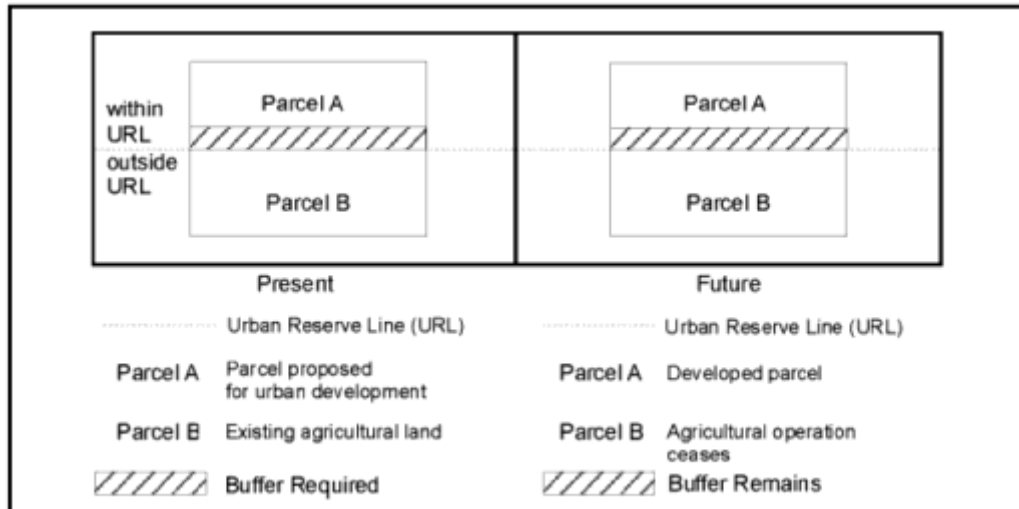 Parcel A
within
URL
outside
URL
Parcel B
Parcel A
Parcel B
Present
Future
Urban Reserve Line (URL)
Urban Reserve Line (URL)
Parcel A Parcel proposed
for urban development
Parcel A Developed parcel
Parcel B Existing agricultural land
Parcel B Agricultural operation
ceases
Buffer Required
Buffer Remains